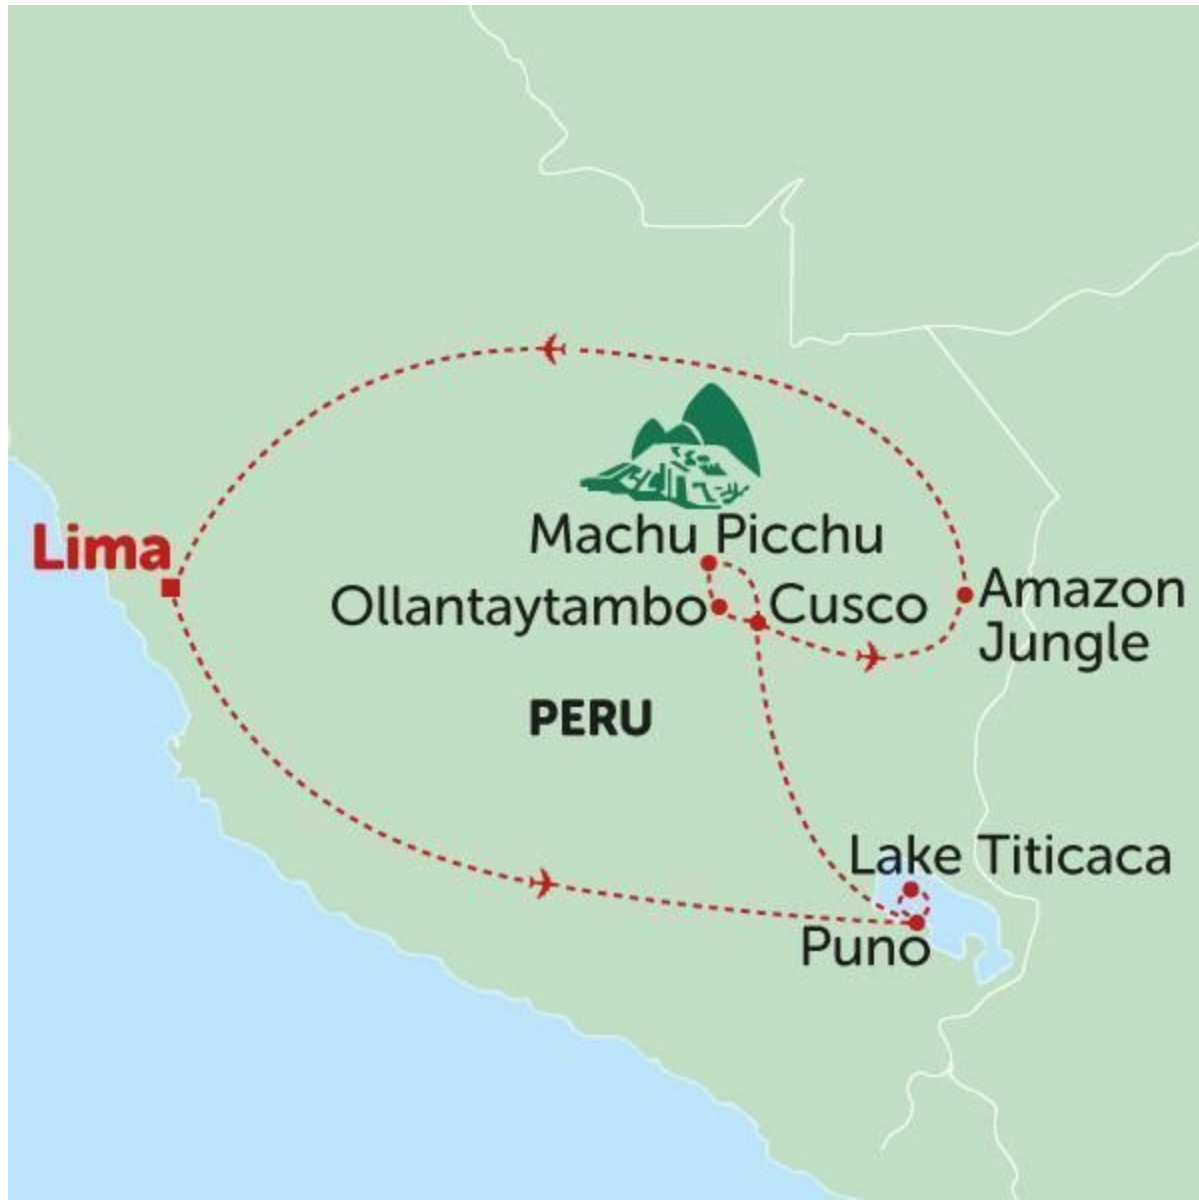 Lima
Machu Picchu
Ollantaytambo
Cusco
Amazon
Jungle
PERU
Lake Titicaca
Puno